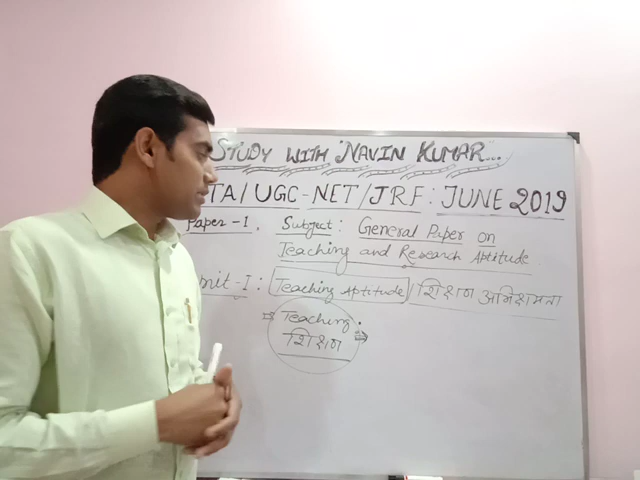 STUDY WITH "NAVIN KUMAR"...
TA/UGC-NET/JRF: JUNE 2019
Paper-1. Subject: General Paper on
Teaching and Research Aptitude
Unit-I: Teaching Aptitude/शिक्षण अभिक्षमता
Teaching.
शिक्षण